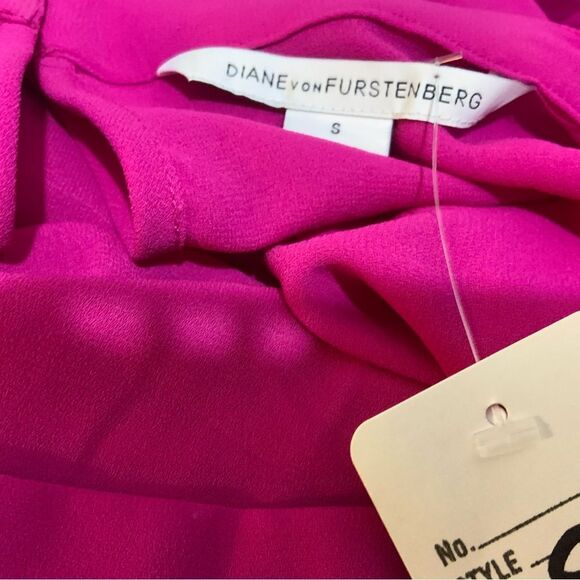 DIANE VON FURSTENBERG
S
No.
STYLE